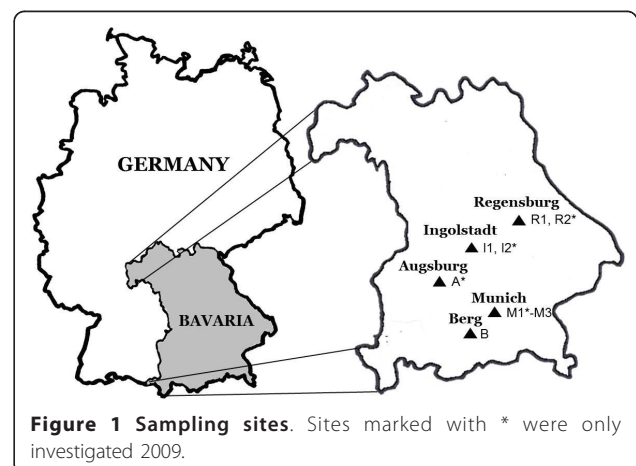 GERMANY
BAVARIA
Regensburg
R1, R2*
Ingolstadt
I1, I2*
Augsburg
A*
Munich
M1*-M3
Berg
B
Figure 1 Sampling sites. Sites marked with * were only
investigated 2009.